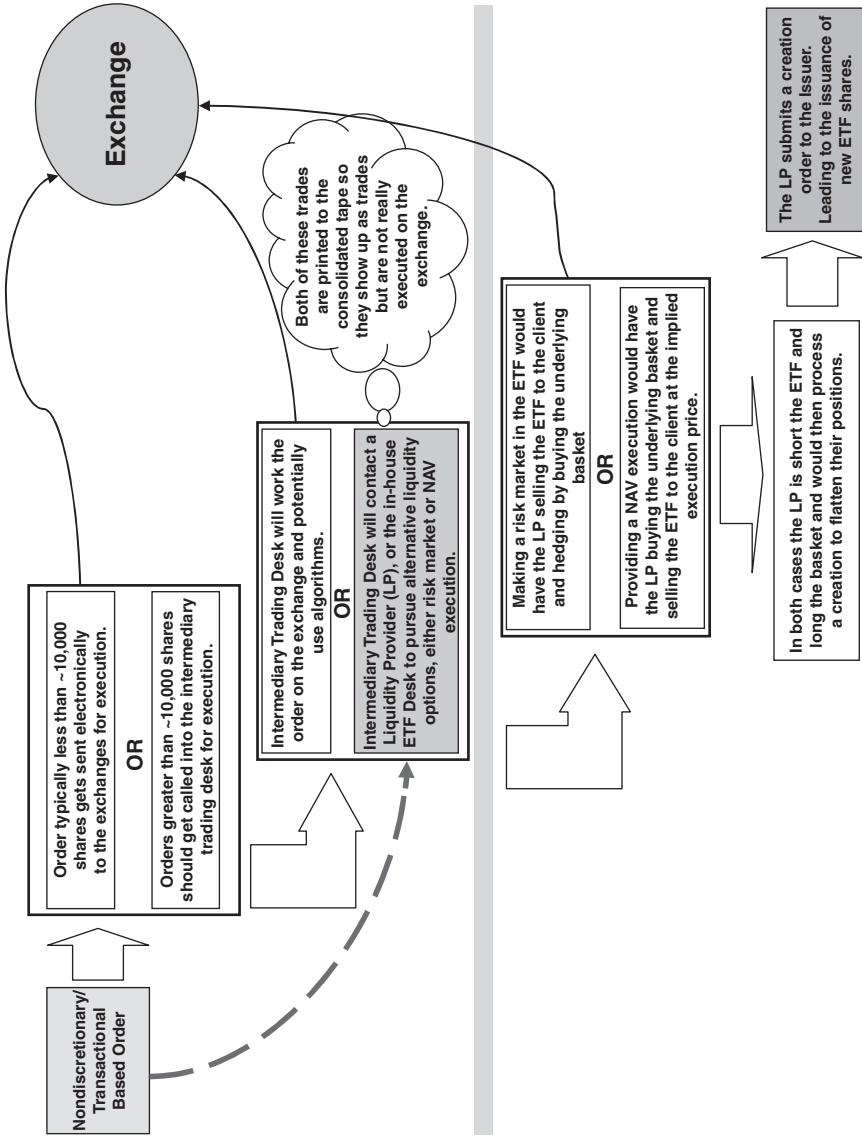 Nondiscretionary/
Transactional
Based Order
Order typically less than ~10,000
shares gets sent electronically
to the exchanges for execution.
OR
Orders greater than ~10,000 shares
should get called into the intermediary
trading desk for execution.
Exchange
Intermediary Trading Desk will work the
order on the exchange and potentially
use algorithms.
OR
Intermediary Trading Desk will contact a
Liquidity Provider (LP), or the in-house
ETF Desk to pursue alternative liquidity
options, either risk market or NAV
execution.
Both of these trades
are printed to the
consolidated tape so
they show up as trades
but are not really
executed on the
exchange.
Making a risk market in the ETF would
have the LP selling the ETF to the client
and hedging by buying the underlying
basket
OR
Providing a NAV execution would have
the LP buying the underlying basket and
selling the ETF to the client at the implied
execution price.
In both cases the LP is short the ETF and
long the basket and would then process
a creation to flatten their positions.
The LP submits a creation
order to the Issuer.
Leading to the issuance of
new ETF shares.